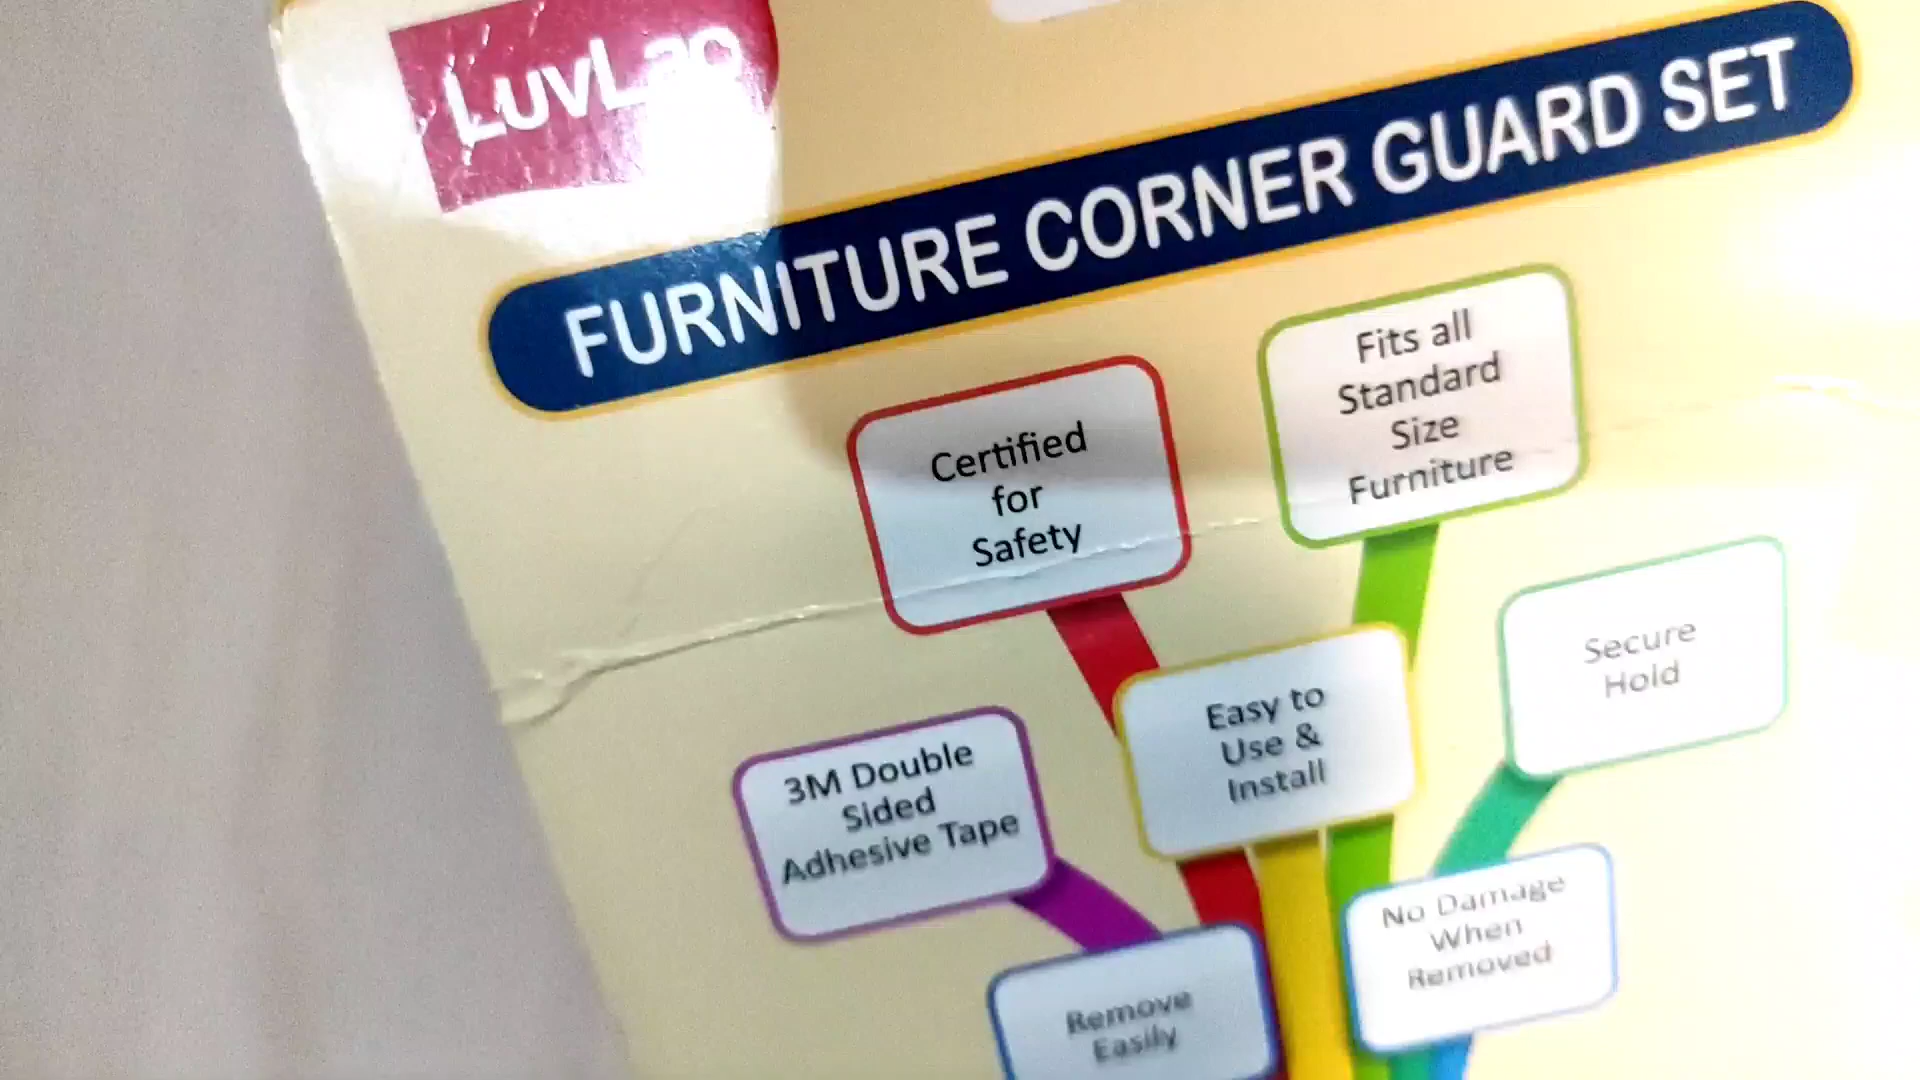 LuvLap
FURNITURE CORNER GUARD SET
Certified
for
Safety
Fits all
Standard
Size
Furniture
Secure
Hold
Easy to
Use &
Install
3M Double
Sided
Adhesive Tape
No Damage
When
Removed
Remove
Easily